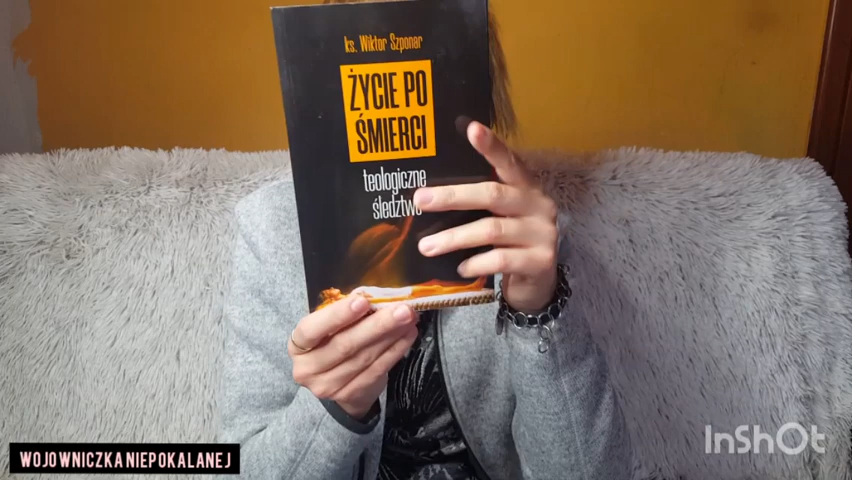 ks. Wiktor Szponar
ŻYCIE PO
ŚMIERCI
teologiczne
śledztwo
WOJOWNICZKA NIEPOKALANEJ
InShOt